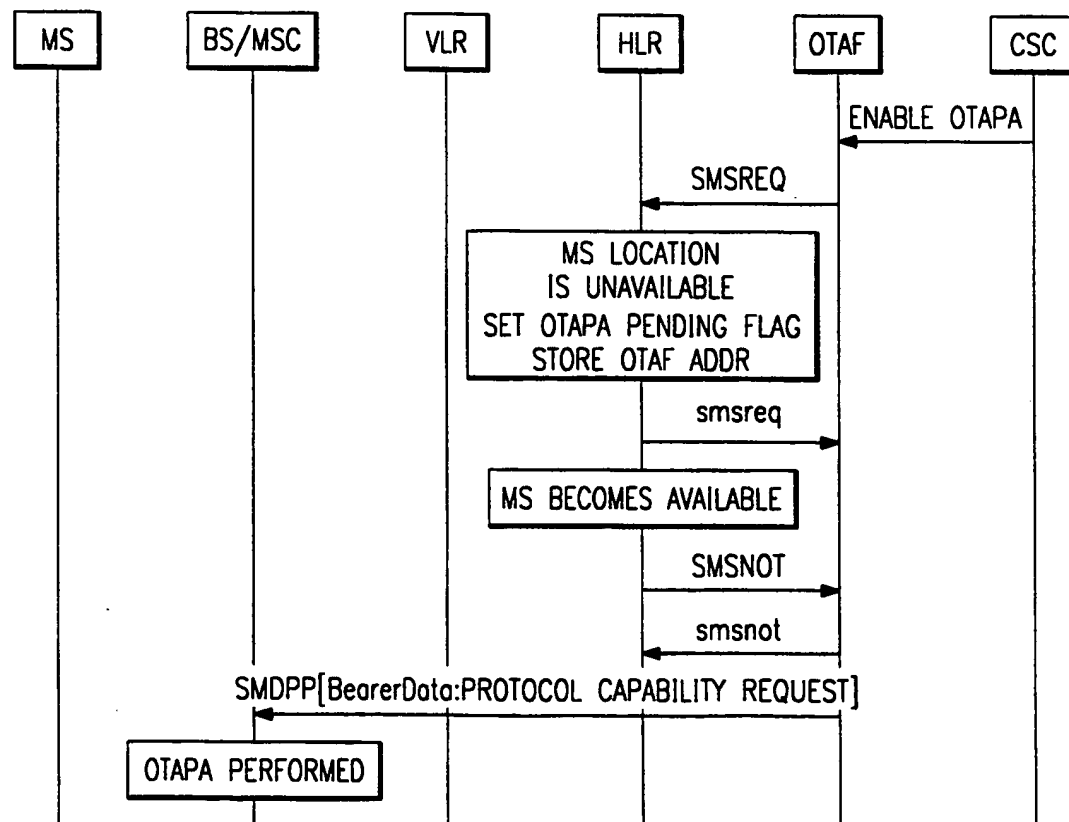 MS
BS/MSC
VLR
HLR
OTAF
CSC
ENABLE OTAPA
SMSREQ
MS LOCATION
IS UNAVAILABLE
SET OTAPA PENDING FLAG
STORE OTAF ADDR
smsreq
MS BECOMES AVAILABLE
SMSNOT
smsnot
SMDPP[BearerData:PROTOCOL CAPABILITY REQUEST]
OTAPA PERFORMED